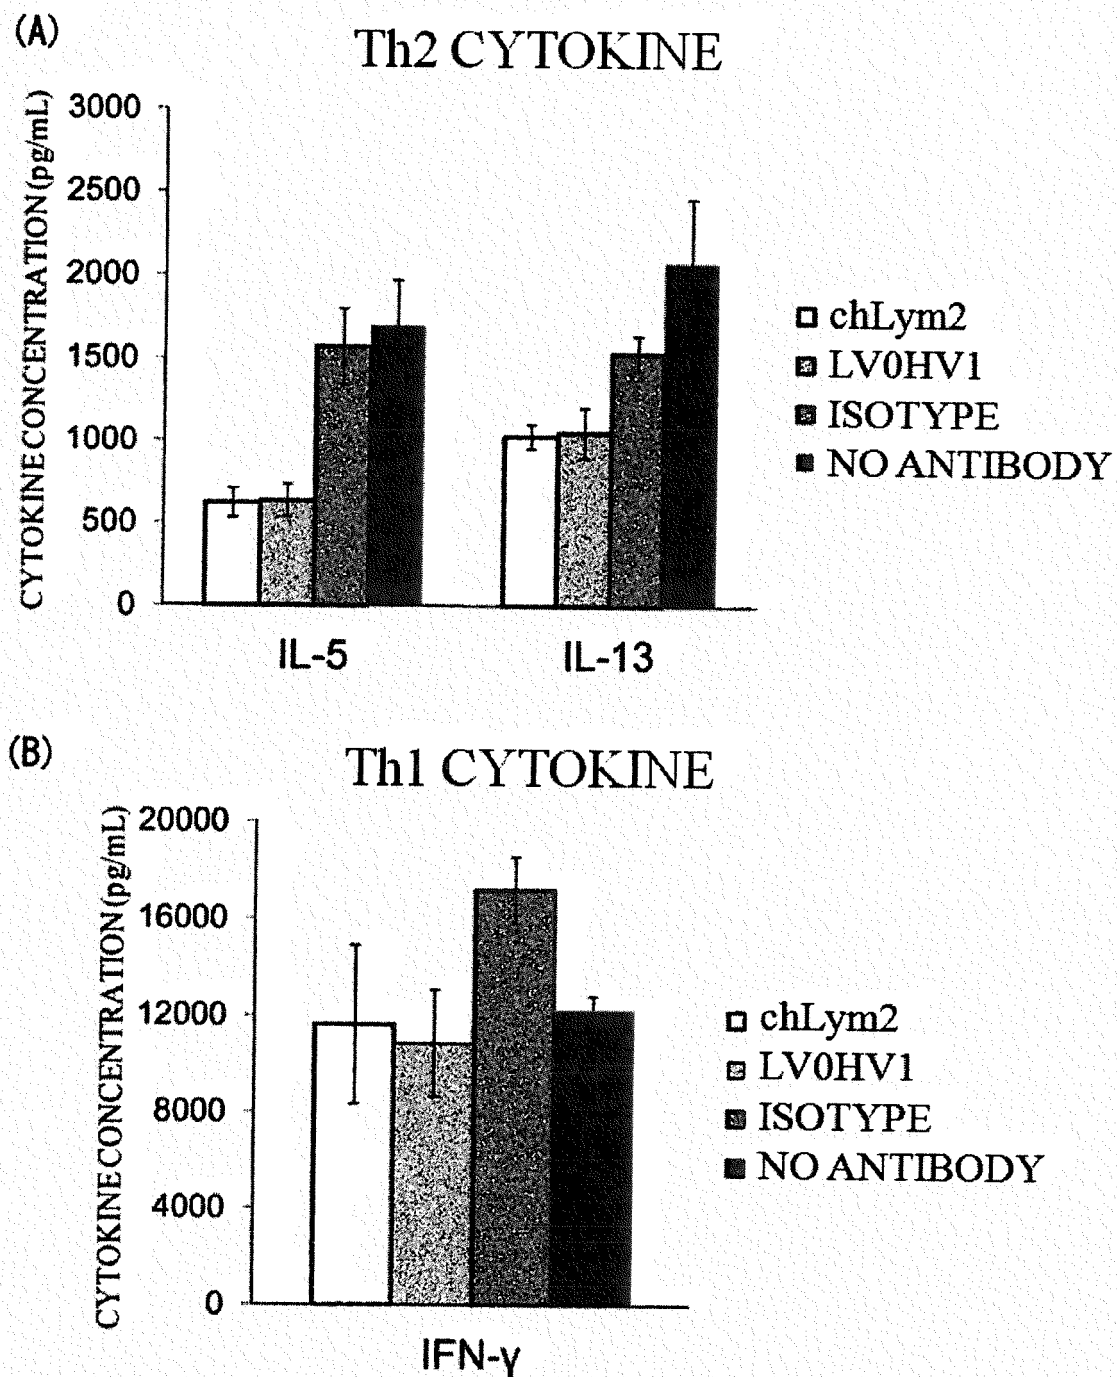 (A)
Th2 CYTOKINE
CYTOKINE CONCENTRATION (pg/mL)
3000
2500
2000
1500
1000
500
0
IL-5
IL-13
chLym2
LV0HV1
ISOTYPE
NO ANTIBODY
(B)
Th1 CYTOKINE
CYTOKINE CONCENTRATION (pg/mL)
20000
16000
12000
8000
4000
0
IFN-γ
chLym2
LV0HV1
ISOTYPE
NO ANTIBODY